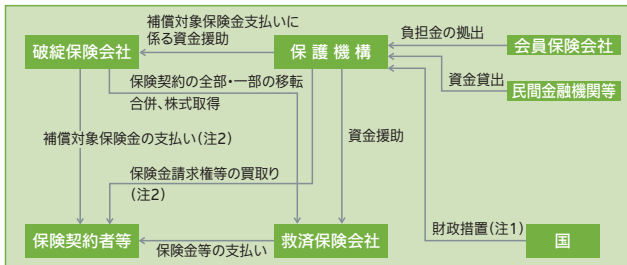 補償対象保険金支払いに
係る資金援助
負担金の拠出
破綻保険会社
保護機構
会員保険会社
資金貸出
民間金融機関等
保険契約の全部・一部の移転
合併、株式取得
補償対象保険金の支払い(注2)
資金援助
保険金請求権等の買取り
(注2)
財政措置(注1)
保険契約者等
保険金等の支払い
救済保険会社
国